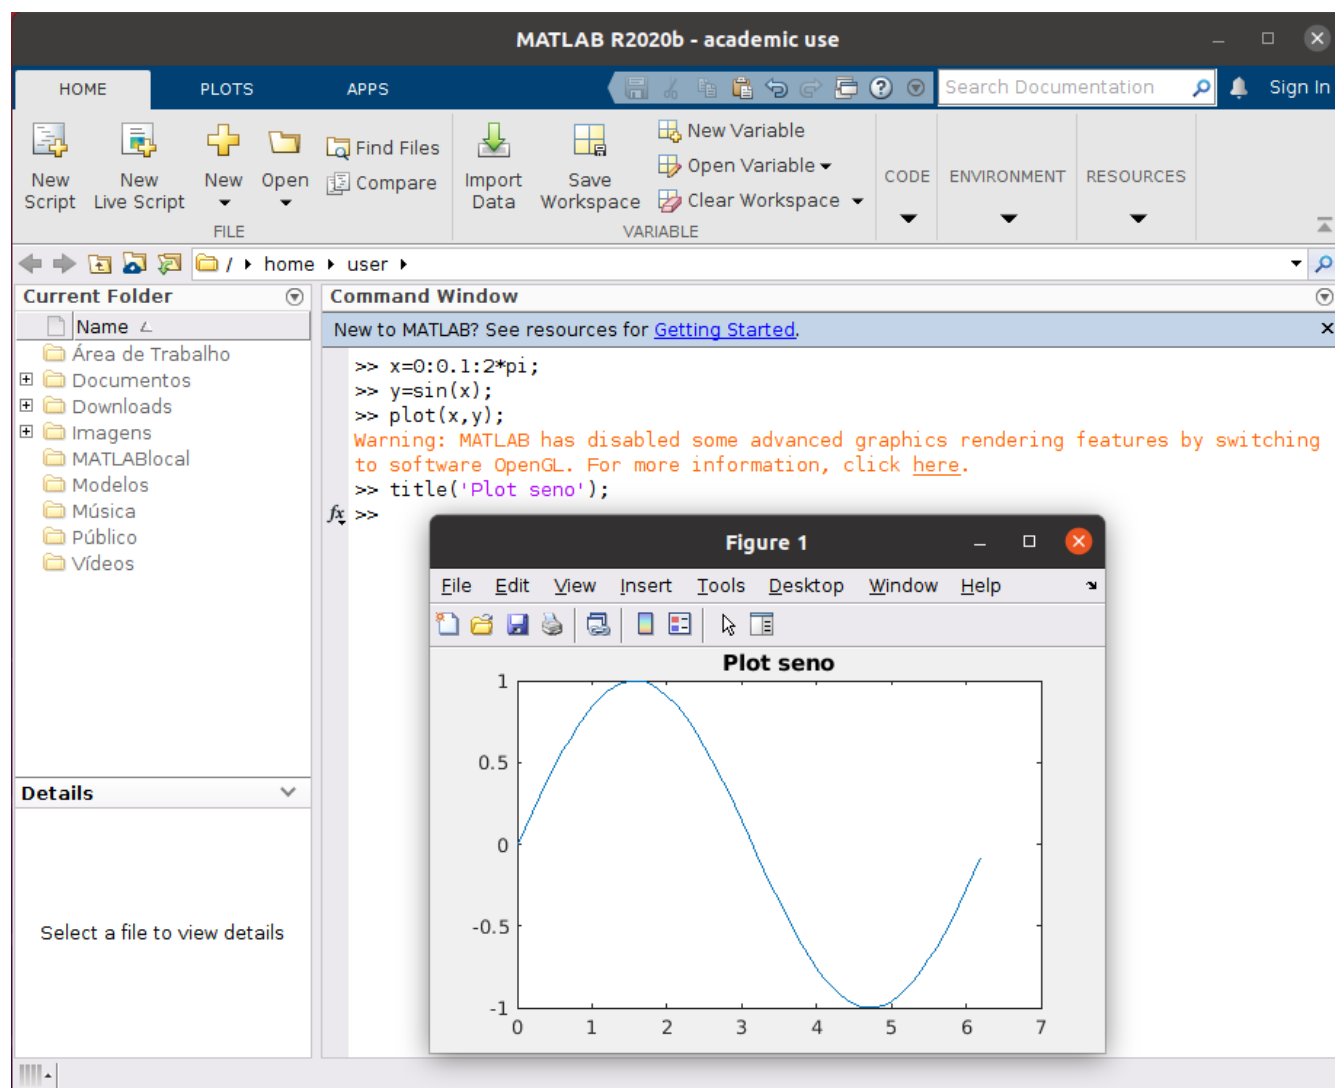 MATLAB R2020b - academic use
HOME PLOTS APPS Search Documentation Sign In
New Script
New Live Script
New
Open
Find Files
Compare
FILE
Import Data
Save Workspace
New Variable
Open Variable
Clear Workspace
VARIABLE
CODE
ENVIRONMENT
RESOURCES
/ home user
Current Folder
Name
Área de Trabalho
Documentos
Downloads
Imagens
MATLABlocal
Modelos
Música
Público
Vídeos
Details
Select a file to view details
Command Window
New to MATLAB? See resources for Getting Started.
>> x=0:0.1:2*pi;
>> y=sin(x);
>> plot(x,y);
Warning: MATLAB has disabled some advanced graphics rendering features by switching
to software OpenGL. For more information, click here.
>> title('Plot seno');
fx >>
Figure 1
File Edit View Insert Tools Desktop Window Help
Plot seno
1
0.5
0
-0.5
-1
0 1 2 3 4 5 6 7